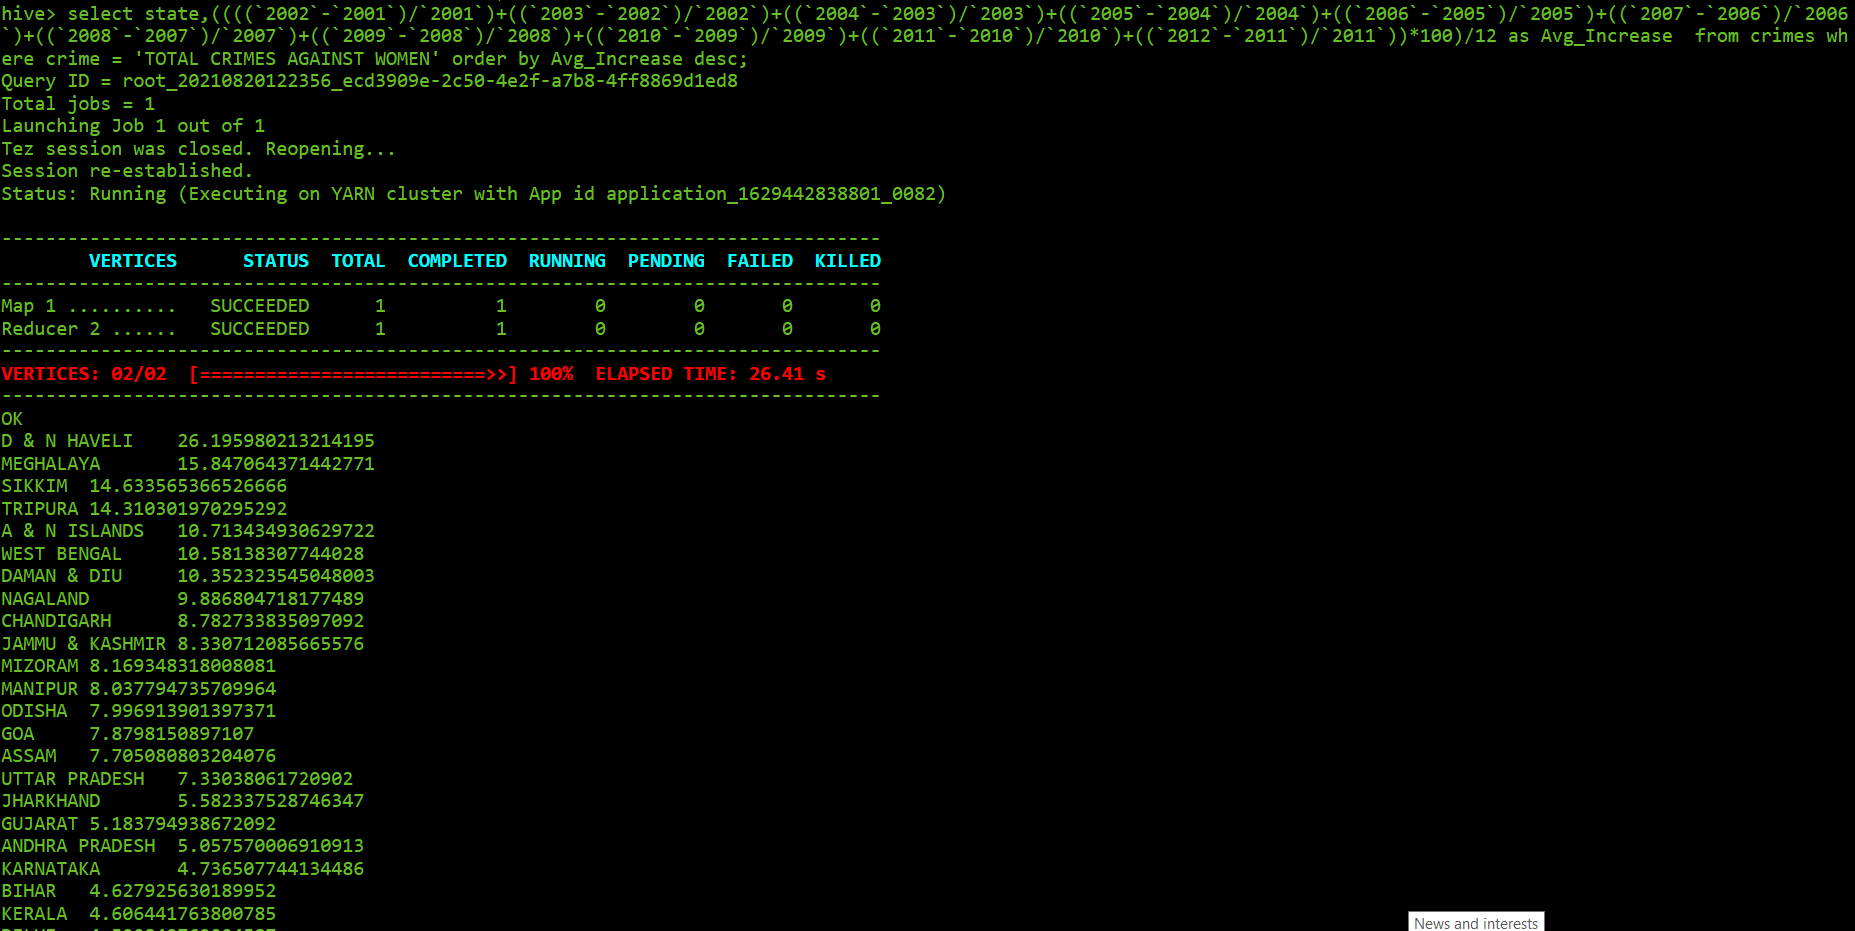 hive> select state,((((`2002`-`2001`)/`2001`)+((`2003`-`2002`)/`2002`)+((`2004`-`2003`)/`2003`)+((`2005`-`2004`)/`2004`)+((`2006`-`2005`)/`2005`)+((`2007`-`2006`)/`2006
`)+((`2008`-`2007`)/`2007`)+((`2009`-`2008`)/`2008`)+((`2010`-`2009`)/`2009`)+((`2011`-`2010`)/`2010`)+((`2012`-`2011`)/`2011`))*100)/12 as Avg_Increase  from crimes wh
ere crime = 'TOTAL CRIMES AGAINST WOMEN' order by Avg_Increase desc;
Query ID = root_20210820122356_ecd3909e-2c50-4e2f-a7b8-4ff8869d1ed8
Total jobs = 1
Launching Job 1 out of 1
Tez session was closed. Reopening...
Session re-established.
Status: Running (Executing on YARN cluster with App id application_1629442838801_0082)
--------------------------------------------------------------------------------
        VERTICES      STATUS  TOTAL  COMPLETED  RUNNING  PENDING  FAILED  KILLED
--------------------------------------------------------------------------------
Map 1 ..........   SUCCEEDED      1          1        0        0       0       0
Reducer 2 ......   SUCCEEDED      1          1        0        0       0       0
--------------------------------------------------------------------------------
VERTICES: 02/02  [==========================>>] 100%  ELAPSED TIME: 26.41 s
--------------------------------------------------------------------------------
OK
D & N HAVELI    26.195980213214195
MEGHALAYA       15.847064371442771
SIKKIM  14.633565366526666
TRIPURA 14.310301970295292
A & N ISLANDS   10.713434930629722
WEST BENGAL     10.58138307744028
DAMAN & DIU     10.352323545048003
NAGALAND        9.886804718177489
CHANDIGARH      8.782733835097092
JAMMU & KASHMIR 8.330712085665576
MIZORAM 8.169348318008081
MANIPUR 8.037794735709964
ODISHA  7.996913901397371
GOA     7.8798150897107
ASSAM   7.705080803204076
UTTAR PRADESH   7.33038061720902
JHARKHAND       5.582337528746347
GUJARAT 5.183794938672092
ANDHRA PRADESH  5.057570006910913
KARNATAKA       4.736507744134486
BIHAR   4.627925630189952
KERALA  4.606441763800785
News and interests